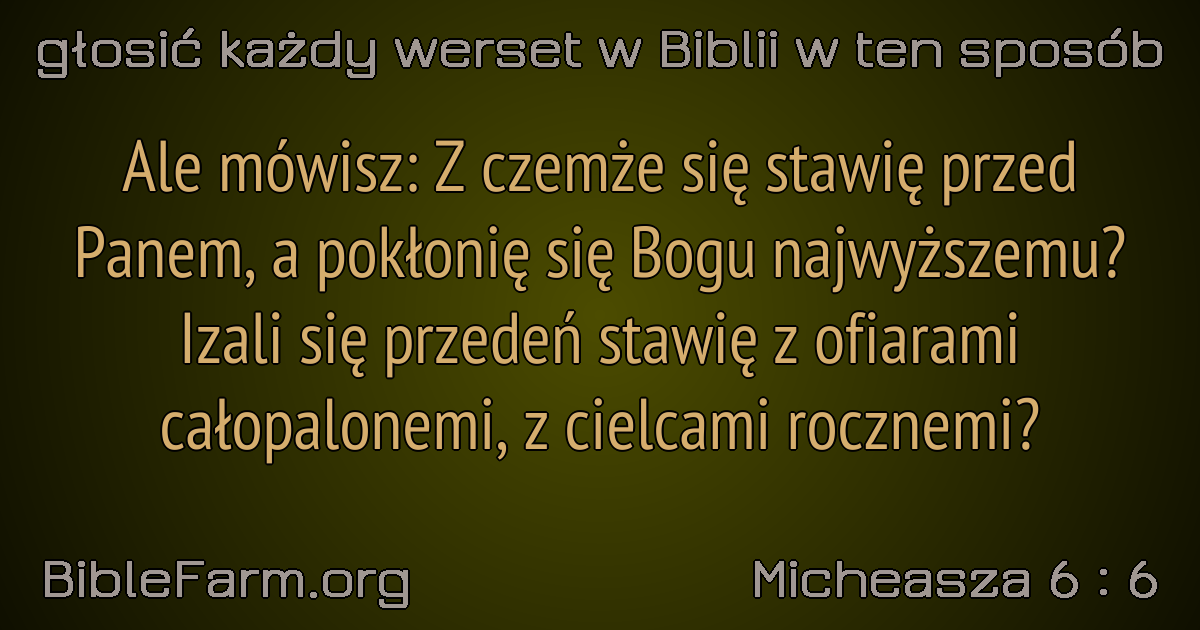 głosić każdy werset w Biblii w ten sposób
Ale mówisz: Z czemże się stawię przed
Panem, a pokłonię się Bogu najwyższemu?
Izali się przedeń stawię z ofiarami
całopalonemi, z cielcami rocznemi?
BibleFarm.org
Micheasza 6 : 6